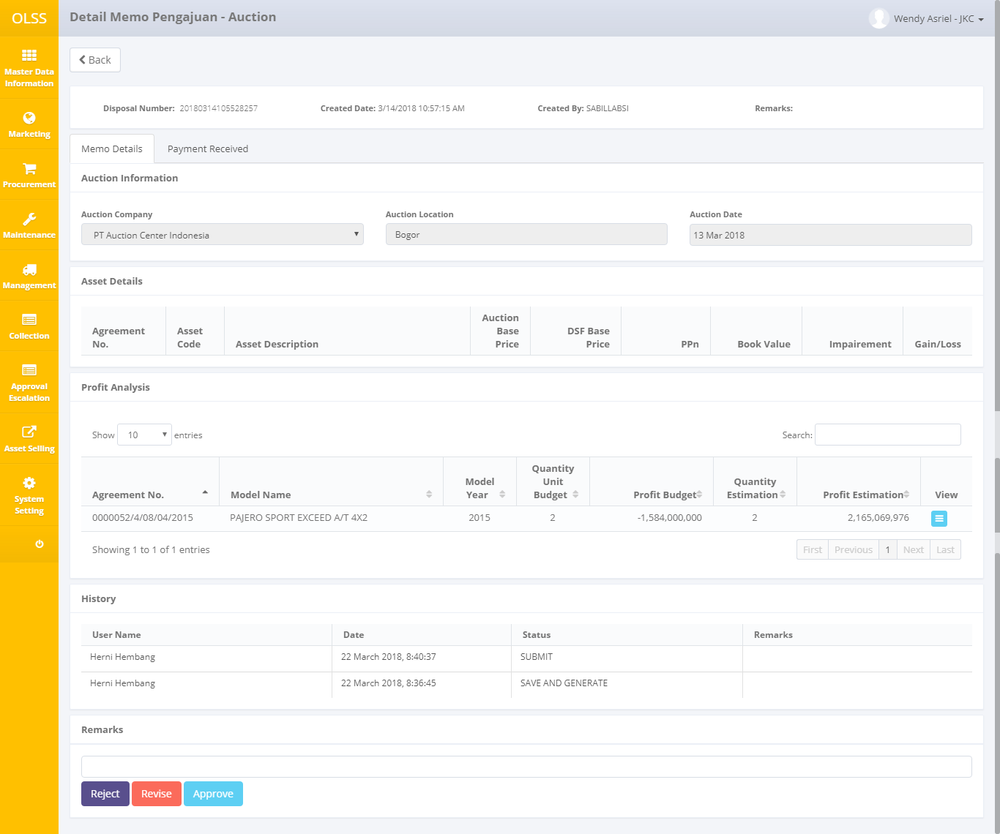 OLSS
Detail Memo Pengajuan - Auction
Wendy Asriel - JKC
Master Data
Information
Marketing
Procurement
Maintenance
Management
Collection
Approval
Escalation
Asset Selling
System
Setting
Back
Disposal Number: 20180314105528257 Created Date: 3/14/2018 10:57:15 AM Created By: SABILLABSI Remarks:
Memo Details Payment Received
Auction Information
Auction Company Auction Location Auction Date
PT Auction Center Indonesia Bogor 13 Mar 2018
Asset Details
Agreement No. Asset Code Asset Description Auction Base Price DSF Base Price PPn Book Value Impairement Gain/Loss
Profit Analysis
Show 10 entries Search:
Agreement No. Model Name Model Year Quantity Unit Budget Profit Budget Quantity Estimation Profit Estimation View
0000052/4/08/04/2015 PAJERO SPORT EXCEED A/T 4X2 2015 2 -1,584,000,000 2 2,165,069,976
Showing 1 to 1 of 1 entries First Previous 1 Next Last
History
User Name Date Status Remarks
Herni Hembang 22 March 2018, 8:40:37 SUBMIT
Herni Hembang 22 March 2018, 8:36:45 SAVE AND GENERATE
Remarks
Reject Revise Approve